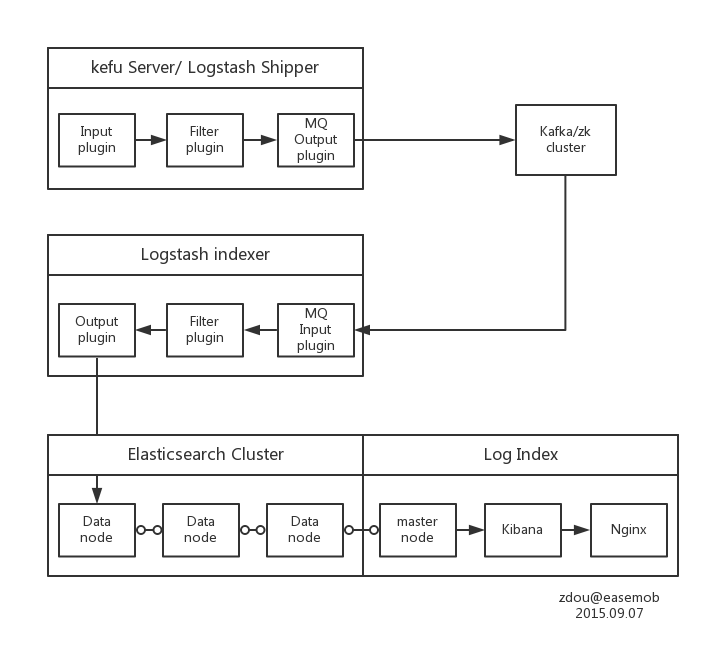 kefu Server/ Logstash Shipper
Input
plugin
Filter
plugin
MQ
Output
plugin
Kafka/zk
cluster
Logstash indexer
Output
plugin
Filter
plugin
MQ
Input
plugin
Elasticsearch Cluster
Log Index
Data
node
Data
node
Data
node
master
node
Kibana
Nginx
zdou@easemob
2015.09.07